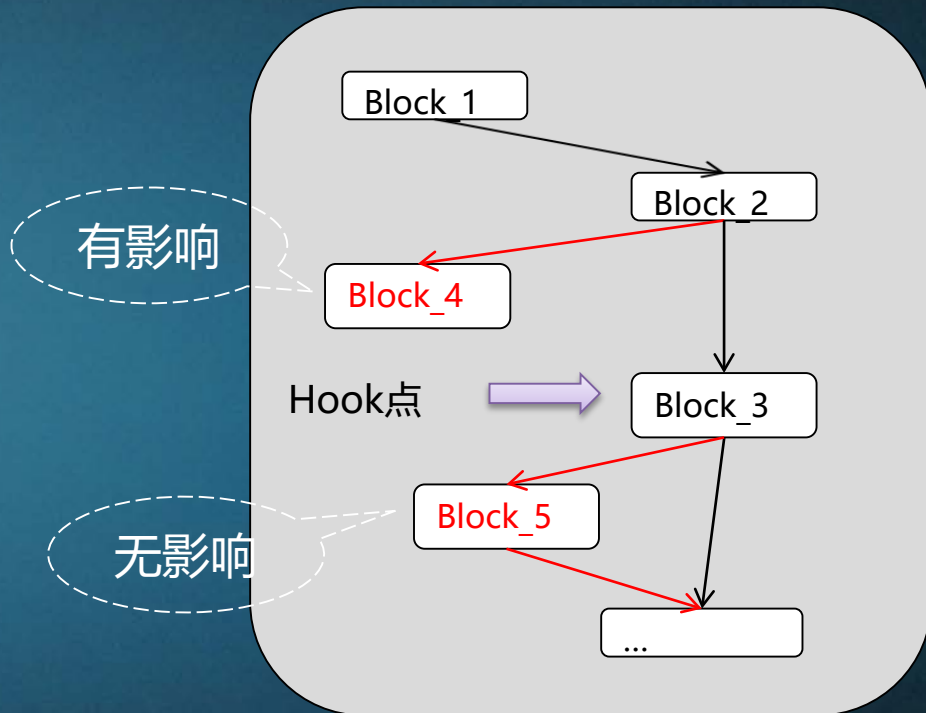 Block_1
Block_2
有影响
Block_4
Hook点
Block_3
Block_5
无影响
...